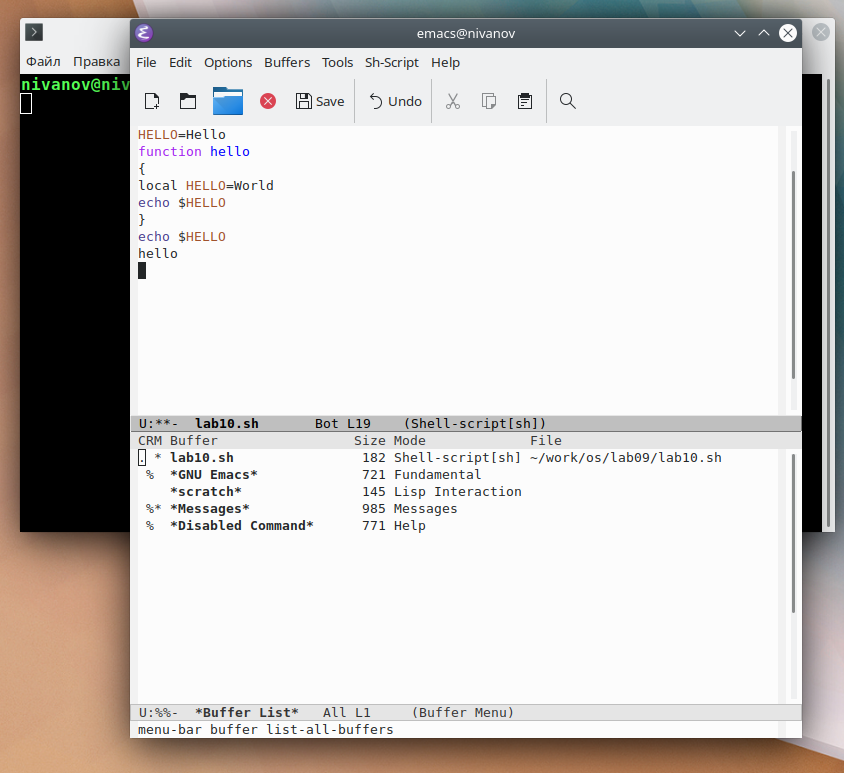 emacs@nivanov
Файл Правка
nivanov@niv
File Edit Options Buffers Tools Sh-Script Help
Save Undo
HELLO=Hello
function hello
{
local HELLO=World
echo $HELLO
}
echo $HELLO
hello
U:**- lab10.sh Bot L19 (Shell-script[sh])
CRM Buffer Size Mode File
. * lab10.sh 182 Shell-script[sh] ~/work/os/lab09/lab10.sh
% *GNU Emacs* 721 Fundamental
*scratch* 145 Lisp Interaction
%* *Messages* 985 Messages
% *Disabled Command* 771 Help
U:%%- *Buffer List* All L1 (Buffer Menu)
menu-bar buffer list-all-buffers